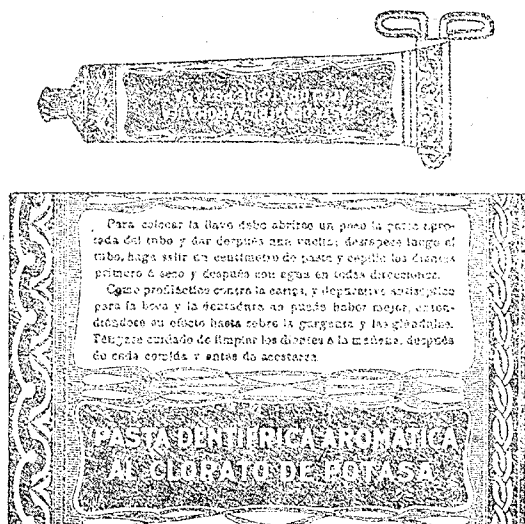 Para colocar la llave debe abrirse un poco la parte apro-
tada del tubo y dar después una vuelta; destápese luego el
tubo, haga salir un centímetro de pasta y cepille los dientes
primero á seco y después con agua en todas direcciones.
Como profiláctico contra la caries, y depurativo antiséptico
para la boca y la dentadura no puede haber mejor, exten-
diéndose su efecto hasta sobre la garganta y las glándulas.
Téngase cuidado de limpiar los dientes á la mañana, después
de cada comida y antes de acostarse.
PASTA DENTIFRICA AROMATICA
AL CLORATO DE POTASA